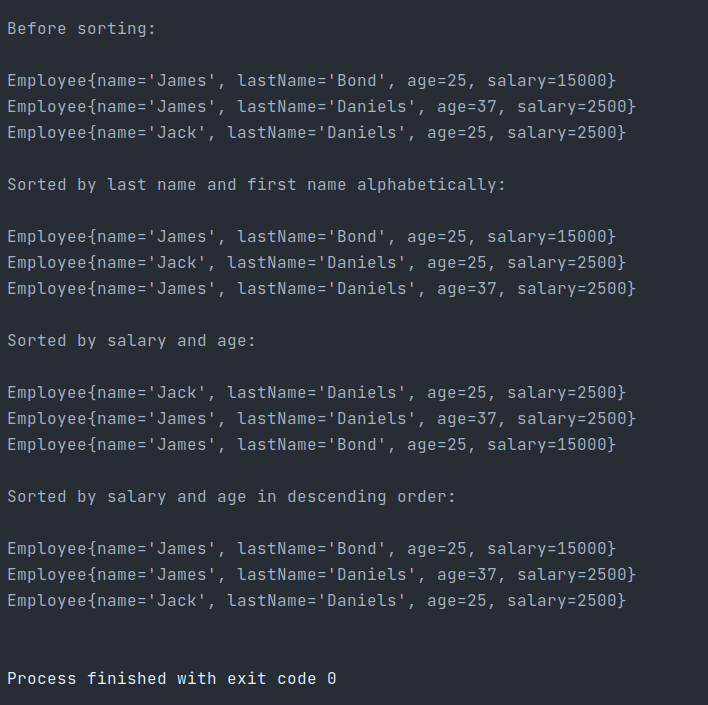 Before sorting:
Employee{name='James', lastName='Bond', age=25, salary=15000}
Employee{name='James', lastName='Daniels', age=37, salary=2500}
Employee{name='Jack', lastName='Daniels', age=25, salary=2500}
Sorted by last name and first name alphabetically:
Employee{name='James', lastName='Bond', age=25, salary=15000}
Employee{name='Jack', lastName='Daniels', age=25, salary=2500}
Employee{name='James', lastName='Daniels', age=37, salary=2500}
Sorted by salary and age:
Employee{name='Jack', lastName='Daniels', age=25, salary=2500}
Employee{name='James', lastName='Daniels', age=37, salary=2500}
Employee{name='James', lastName='Bond', age=25, salary=15000}
Sorted by salary and age in descending order:
Employee{name='James', lastName='Bond', age=25, salary=15000}
Employee{name='James', lastName='Daniels', age=37, salary=2500}
Employee{name='Jack', lastName='Daniels', age=25, salary=2500}
Process finished with exit code 0